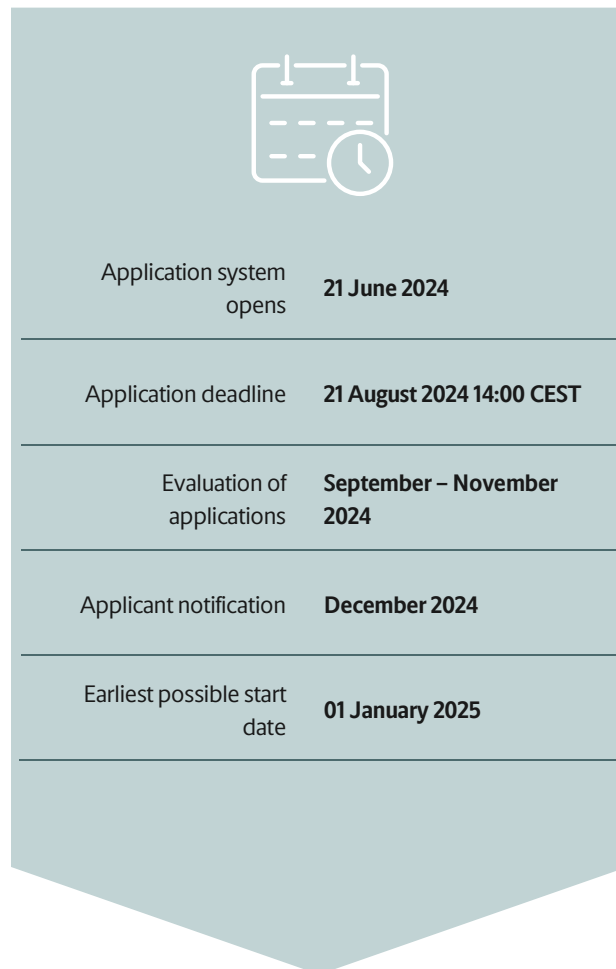 Application system
opens
21 June 2024
Application deadline
21 August 2024 14:00 CEST
Evaluation of
applications
September – November
2024
Applicant notification
December 2024
Earliest possible start
date
01 January 2025